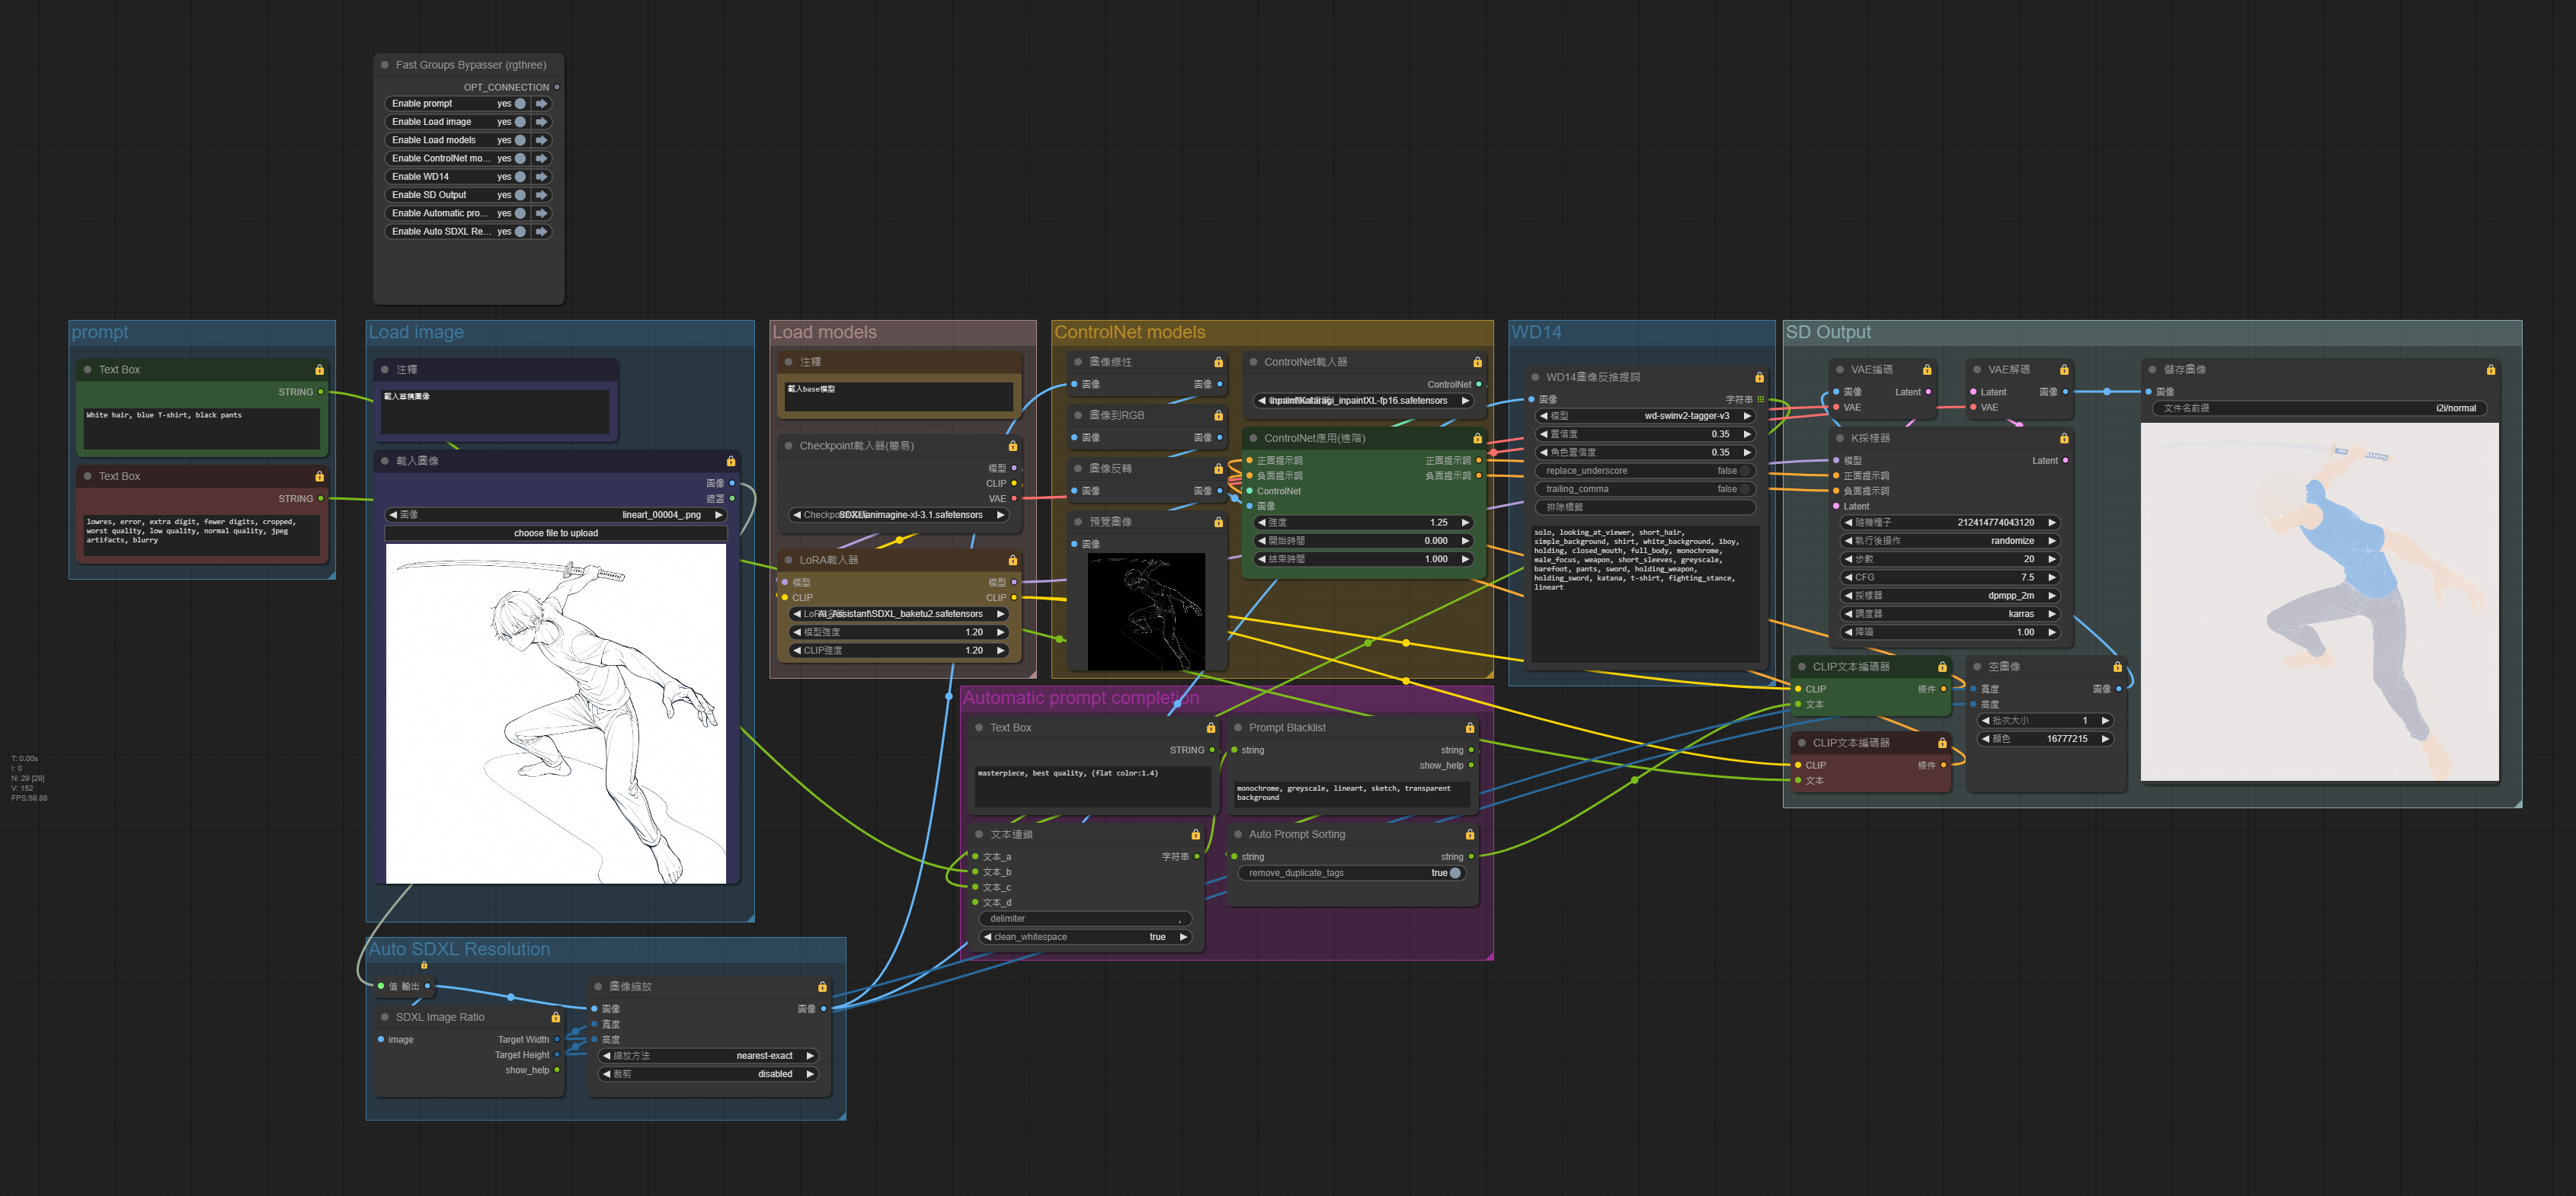 Fast Groups Bypasser (rgthree)
OPT_CONNECTION
Enable prompt yes
Enable Load image yes
Enable Load models yes
Enable ControlNet mo... yes
Enable WD14 yes
Enable SD Output yes
Enable Automatic pro... yes
Enable Auto SDXL Re... yes
prompt
Text Box
STRING
White hair, blue T-shirt, black pants
Text Box
STRING
lowres, error, extra digit, fewer digits, cropped,
worst quality, low quality, normal quality, jpeg
artifacts, blurry
Load image
注釋
載入草稿圖像
載入圖像
圖像
遮罩
圖像 lineart_00004_.png
choose file to upload
Load models
注釋
載入base模型
Checkpoint載入器(簡易)
模型
CLIP
VAE
SDXL\animagine-xl-3.1.safetensors
LoRA載入器
模型 模型
CLIP CLIP
AI_Assistant\SDXL_baketu2.safetensors
模型強度 1.20
CLIP強度 1.20
ControlNet models
圖像線性
圖像 圖像
圖像到RGB
圖像 圖像
圖像反轉
圖像 圖像
預覽圖像
圖像
ControlNet載入器
ControlNet
inpaint\Kataragi_inpaintXL-fp16.safetensors
ControlNet應用(進階)
正面提示詞 正面提示詞
負面提示詞 負面提示詞
ControlNet
圖像
強度 1.25
開始時間 0.000
結束時間 1.000
WD14
WD14圖像反推提詞
圖像 字符串
模型 wd-swinv2-tagger-v3
置信度 0.35
角色置信度 0.35
replace_underscore false
trailing_comma false
排除標籤
solo, looking_at_viewer, short_hair,
simple_background, shirt, white_background, 1boy,
holding, closed_mouth, full_body, monochrome,
male_focus, weapon, short_sleeves, greyscale,
barefoot, pants, sword, holding_weapon,
holding_sword, katana, t-shirt, fighting_stance,
lineart
SD Output
VAE編碼
圖像 Latent
VAE
VAE解碼
Latent 圖像
VAE
K採樣器
模型 Latent
正面提示詞
負面提示詞
Latent
隨機種子 212414774043120
執行後操作 randomize
步數 20
CFG 7.5
採樣器 dpmpp_2m
調度器 karras
降噪 1.00
CLIP文本編碼器
CLIP 條件
文本
CLIP文本編碼器
CLIP 條件
文本
空圖像
寬度 圖像
高度
批次大小 1
顏色 16777215
儲存圖像
圖像
文件名前綴 i2i/normal
Automatic prompt completion
Text Box
STRING
masterpiece, best quality, (flat color:1.4)
Prompt Blacklist
string string
show_help
monochrome, greyscale, lineart, sketch, transparent
background
文本連鎖
文本_a 字符串
文本_b
文本_c
文本_d
delimiter ,
clean_whitespace true
Auto Prompt Sorting
string string
remove_duplicate_tags true
T: 0.00s
I: 0
N: 29 [29]
V: 152
FPS:59.88
Auto SDXL Resolution
值 輸出
SDXL Image Ratio
image Target Width
Target Height
show_help
圖像縮放
圖像 圖像
寬度
高度
縮放方法 nearest-exact
裁剪 disabled